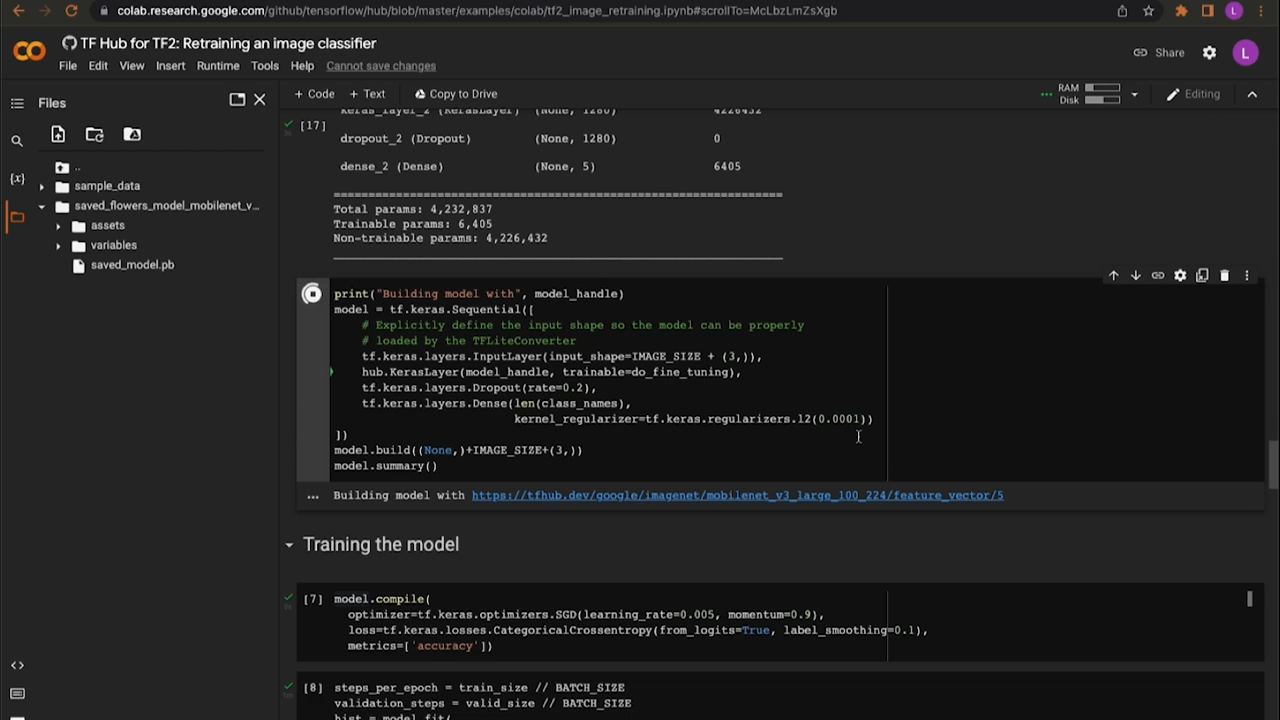 colab.research.google.com/github/tensorflow/hub/blob/master/examples/colab/tf2_image_retraining.ipynb#scrollTo=McLbzLmZsXgb
L
TF Hub for TF2: Retraining an image classifier
Share
L
File Edit View Insert Runtime Tools Help Cannot save changes
Files
+ Code + Text Copy to Drive
RAM
Disk
Editing
..
sample_data
saved_flowers_model_mobilenet_v...
assets
variables
saved_model.pb
keras_layer_2 (KerasLayer) (None, 1280) 4226432
[17]
dropout_2 (Dropout) (None, 1280) 0
dense_2 (Dense) (None, 5) 6405
=================================================================
Total params: 4,232,837
Trainable params: 6,405
Non-trainable params: 4,226,432
_________________________________________________________________
print("Building model with", model_handle)
model = tf.keras.Sequential([
# Explicitly define the input shape so the model can be properly
# loaded by the TFLiteConverter
tf.keras.layers.InputLayer(input_shape=IMAGE_SIZE + (3,)),
hub.KerasLayer(model_handle, trainable=do_fine_tuning),
tf.keras.layers.Dropout(rate=0.2),
tf.keras.layers.Dense(len(class_names),
kernel_regularizer=tf.keras.regularizers.l2(0.0001))
])
model.build((None,)+IMAGE_SIZE+(3,))
model.summary()
... Building model with https://tfhub.dev/google/imagenet/mobilenet_v3_large_100_224/feature_vector/5
Training the model
[7] model.compile(
optimizer=tf.keras.optimizers.SGD(learning_rate=0.005, momentum=0.9),
loss=tf.keras.losses.CategoricalCrossentropy(from_logits=True, label_smoothing=0.1),
metrics=['accuracy'])
[8] steps_per_epoch = train_size // BATCH_SIZE
validation_steps = valid_size // BATCH_SIZE
hist = model.fit(